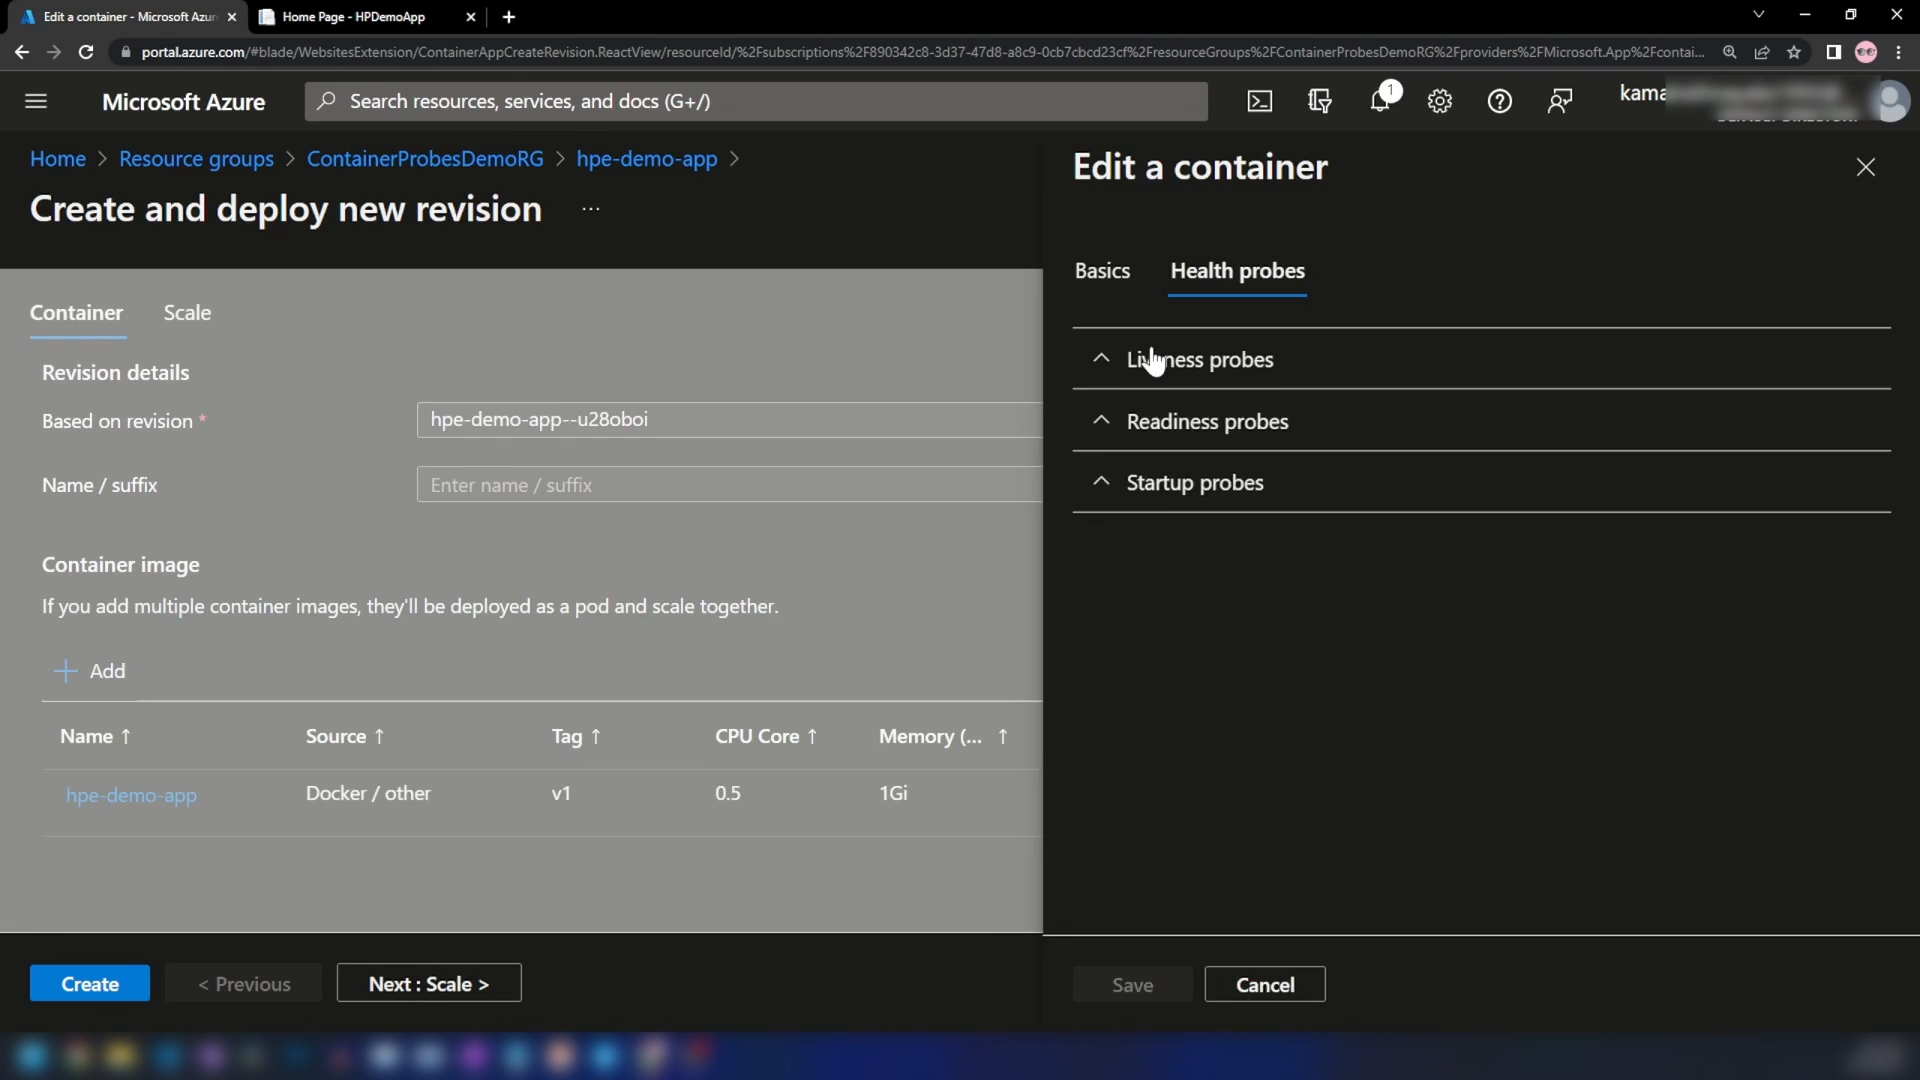 Edit a container - Microsoft Azur
Home Page - HPDemoApp
portal.azure.com/#blade/WebsitesExtension/ContainerAppCreateRevision.ReactView/resourceId/%2Fsubscriptions%2F890342c8-3d37-47d8-a8c9-0cb7cbcd23cf%2FresourceGroups%2FContainerProbesDemoRG%2Fproviders%2FMicrosoft.App%2Fcontai...
Microsoft Azure
Search resources, services, and docs (G+/)
1
kama
Home > Resource groups > ContainerProbesDemoRG > hpe-demo-app >
Create and deploy new revision ...
Container Scale
Revision details
Based on revision *
hpe-demo-app--u28oboi
Name / suffix
Enter name / suffix
Container image
If you add multiple container images, they'll be deployed as a pod and scale together.
+ Add
Name ↑ Source ↑ Tag ↑ CPU Core ↑ Memory (... ↑
hpe-demo-app Docker / other v1 0.5 1Gi
Create < Previous Next : Scale >
Edit a container
Basics Health probes
Liveness probes
Readiness probes
Startup probes
Save Cancel